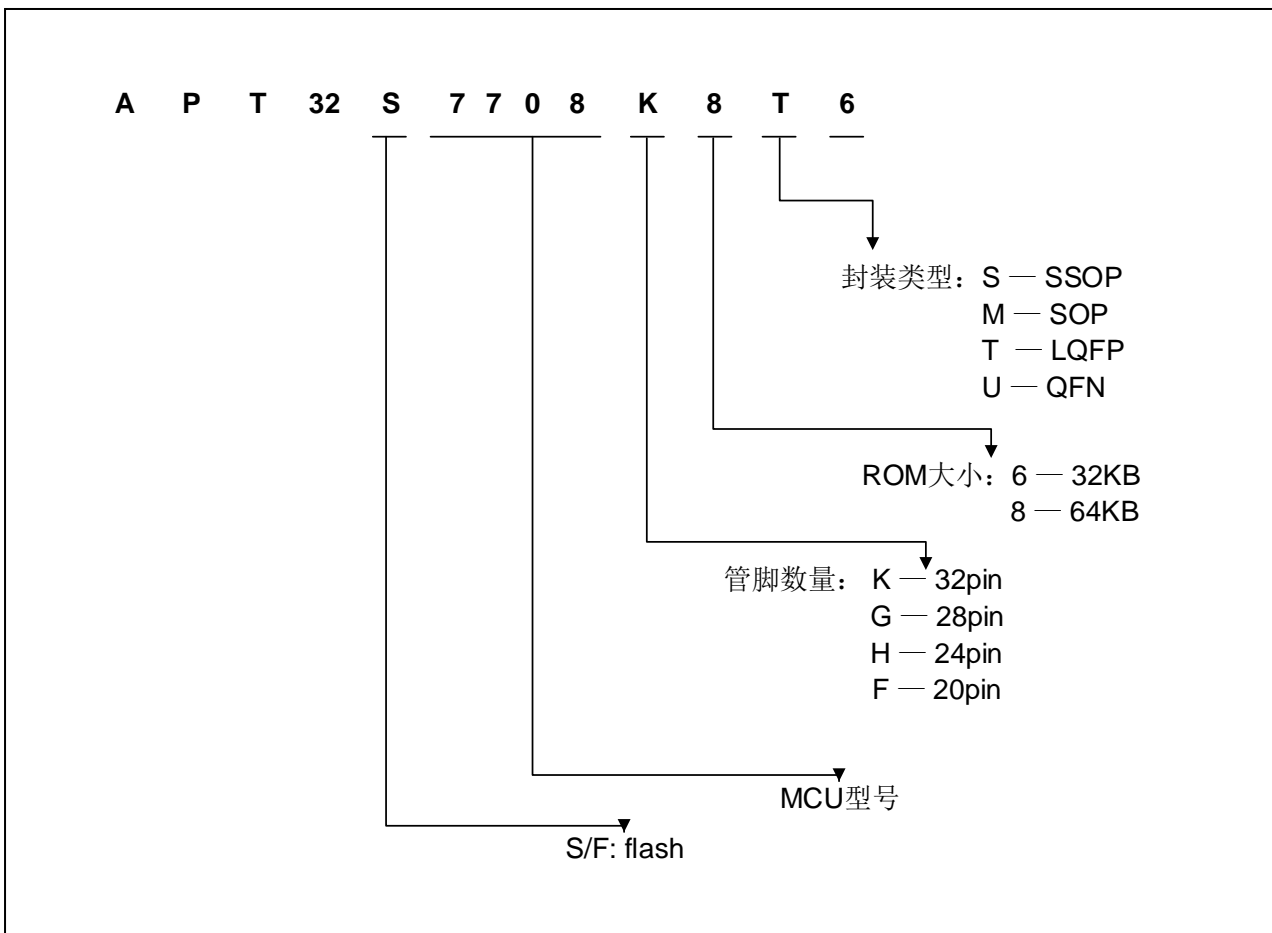 A P T 32 S 7 7 0 8 K 8 T 6
封装类型：S — SSOP
M — SOP
T — LQFP
U — QFN
ROM大小：6 — 32KB
8 — 64KB
管脚数量： K — 32pin
G — 28pin
H — 24pin
F — 20pin
MCU型号
S/F: flash